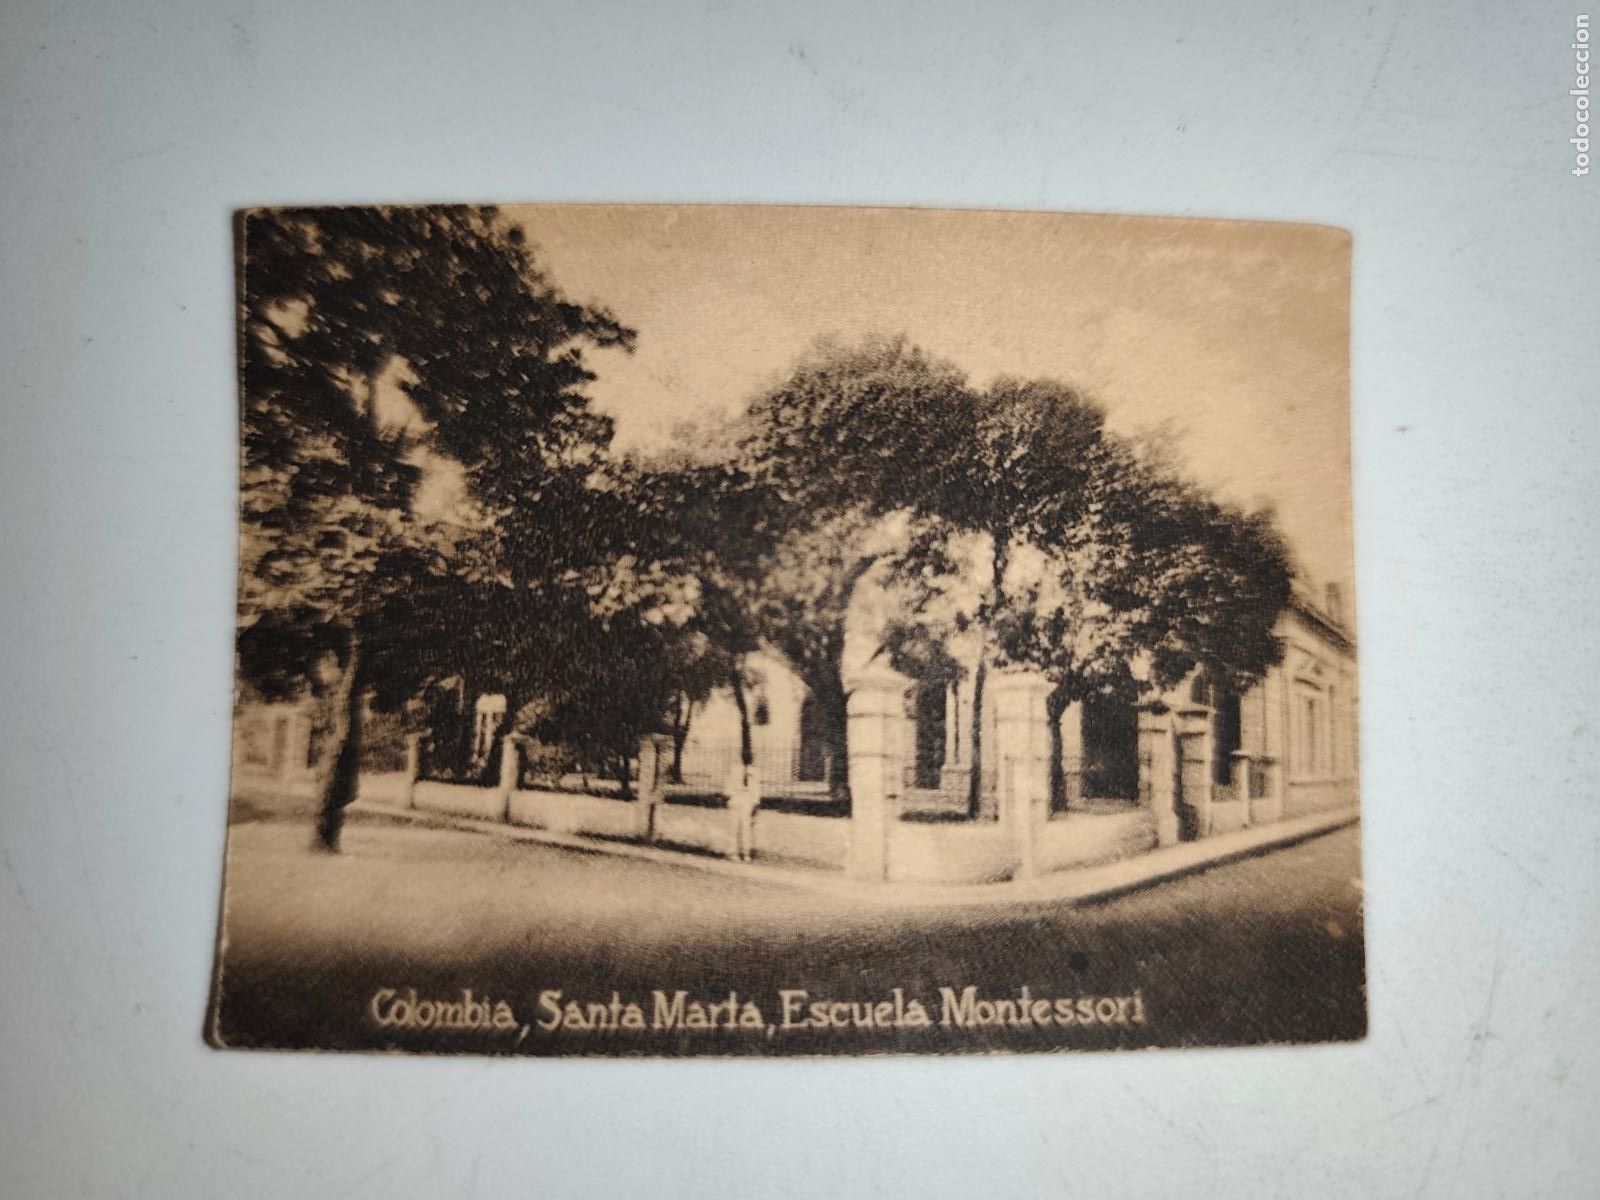 todocoleccion
Colombia, Santa Marta, Escuela Montessori